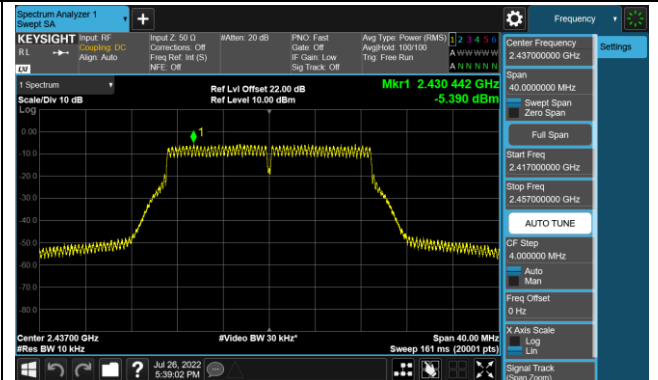 Spectrum Analyzer 1
Swept SA
+
Frequency
KEYSIGHT
RL
LXI
Input: RF
Coupling: DC
Align: Auto
Input Z: 50 Ω
Corrections: Off
Freq Ref: Int (S)
NFE: Off
#Atten: 20 dB
PNO: Fast
Gate: Off
IF Gain: Low
Sig Track: Off
Avg Type: Power (RMS)
Avg|Hold: 100/100
Trig: Free Run
1 2 3 4 5 6
A W W W W W
A N N N N N
1 Spectrum
Scale/Div 10 dB
Log
Ref Lvl Offset 22.00 dB
Ref Level 10.00 dBm
Mkr1 2.430 442 GHz
-5.390 dBm
1
0.00
-10.0
-20.0
-30.0
-40.0
-50.0
-60.0
-70.0
-80.0
Center 2.43700 GHz
#Res BW 10 kHz
#Video BW 30 kHz*
Span 40.00 MHz
Sweep 161 ms (20001 pts)
Center Frequency
2.437000000 GHz
Settings
Span
40.0000000 MHz
Swept Span
Zero Span
Full Span
Start Freq
2.417000000 GHz
Stop Freq
2.457000000 GHz
AUTO TUNE
CF Step
4.000000 MHz
Auto
Man
Freq Offset
0 Hz
X Axis Scale
Log
Lin
Signal Track
(Span Zoom)
?
Jul 26, 2022
5:39:02 PM